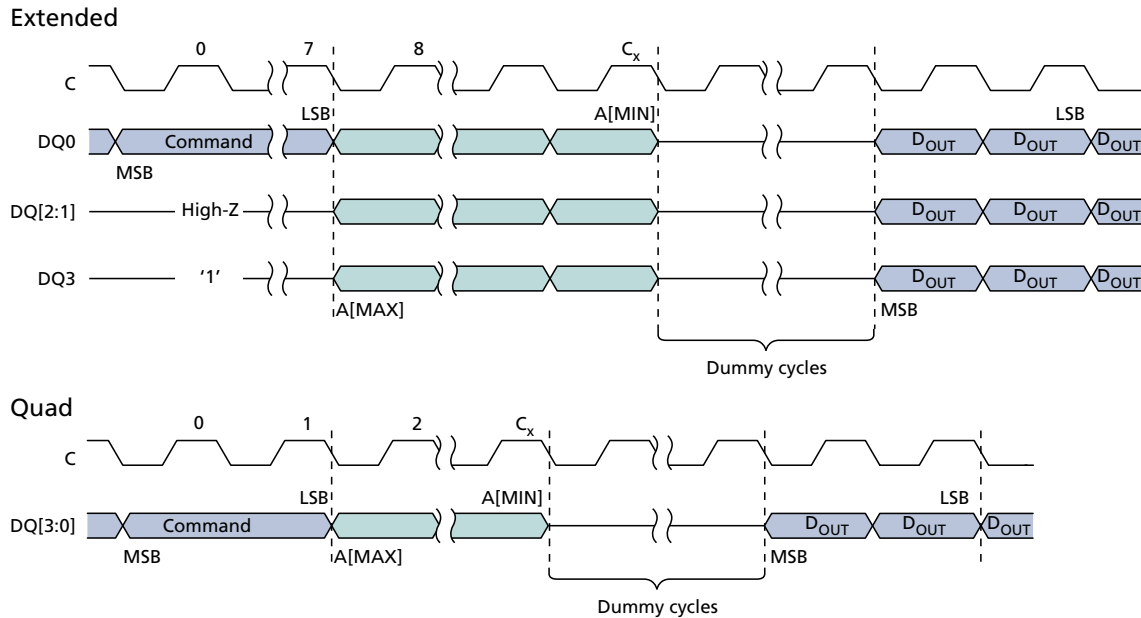 Extended
0 7 8 Cx
C
LSB A[MIN] LSB
DQ0 Command DOUT DOUT DOUT
MSB
DQ[2:1] High-Z DOUT DOUT DOUT
DQ3 ‘1’ DOUT DOUT DOUT
A[MAX] MSB
Dummy cycles
Quad
0 1 2 Cx
C
LSB A[MIN] LSB
DQ[3:0] Command DOUT DOUT DOUT
MSB A[MAX] MSB
Dummy cycles